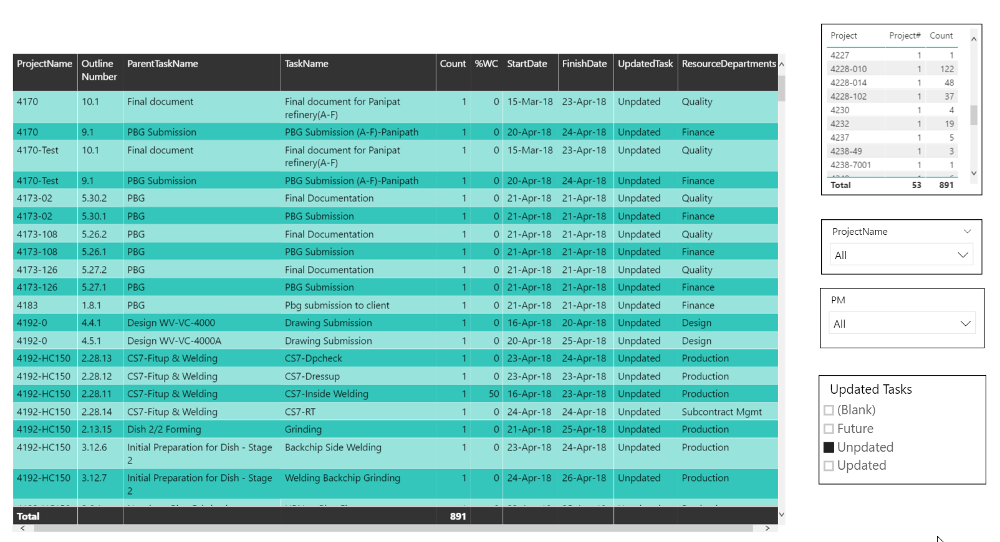 ProjectName Outline Number ParentTaskName TaskName Count %WC StartDate FinishDate UpdatedTask ResourceDepartments
4170 10.1 Final document Final document for Panipat refinery(A-F) 1 0 15-Mar-18 23-Apr-18 Unpdated Quality
4170 9.1 PBG Submission PBG Submission (A-F)-Panipath 1 0 20-Apr-18 24-Apr-18 Unpdated Finance
4170-Test 10.1 Final document Final document for Panipat refinery(A-F) 1 0 15-Mar-18 23-Apr-18 Unpdated Quality
4170-Test 9.1 PBG Submission PBG Submission (A-F)-Panipath 1 0 20-Apr-18 24-Apr-18 Unpdated Finance
4173-02 5.30.2 PBG Final Documentation 1 0 21-Apr-18 21-Apr-18 Unpdated Quality
4173-02 5.30.1 PBG PBG Submission 1 0 21-Apr-18 21-Apr-18 Unpdated Finance
4173-108 5.26.2 PBG Final Documentation 1 0 21-Apr-18 21-Apr-18 Unpdated Quality
4173-108 5.26.1 PBG PBG Submission 1 0 21-Apr-18 21-Apr-18 Unpdated Finance
4173-126 5.27.2 PBG Final Documentation 1 0 21-Apr-18 21-Apr-18 Unpdated Quality
4173-126 5.27.1 PBG PBG Submission 1 0 21-Apr-18 21-Apr-18 Unpdated Finance
4183 1.8.1 PBG Pbg submission to client 1 0 21-Apr-18 21-Apr-18 Unpdated Finance
4192-0 4.4.1 Design WV-VC-4000 Drawing Submission 1 0 16-Apr-18 20-Apr-18 Unpdated Design
4192-0 4.5.1 Design WV-VC-4000A Drawing Submission 1 0 20-Apr-18 25-Apr-18 Unpdated Design
4192-HC150 2.28.13 CS7-Fitup & Welding CS7-Dpcheck 1 0 23-Apr-18 24-Apr-18 Unpdated Production
4192-HC150 2.28.12 CS7-Fitup & Welding CS7-Dressup 1 0 23-Apr-18 23-Apr-18 Unpdated Production
4192-HC150 2.28.11 CS7-Fitup & Welding CS7-Inside Welding 1 50 16-Apr-18 23-Apr-18 Unpdated Production
4192-HC150 2.28.14 CS7-Fitup & Welding CS7-RT 1 0 24-Apr-18 24-Apr-18 Unpdated Subcontract Mgmt
4192-HC150 2.13.15 Dish 2/2 Forming Grinding 1 0 21-Apr-18 25-Apr-18 Unpdated Production
4192-HC150 3.12.6 Initial Preparation for Dish - Stage 2 Backchip Side Welding 1 0 23-Apr-18 24-Apr-18 Unpdated Production
4192-HC150 3.12.7 Initial Preparation for Dish - Stage 2 Welding Backchip Grinding 1 0 24-Apr-18 26-Apr-18 Unpdated Production
Total 891
Project Project# Count
4227 1 1
4228-010 1 122
4228-014 1 48
4228-102 1 37
4230 1 4
4232 1 19
4237 1 5
4238-49 1 3
4238-7001 1 1
Total 53 891
ProjectName
All
PM
All
Updated Tasks
(Blank)
Future
Unpdated
Updated